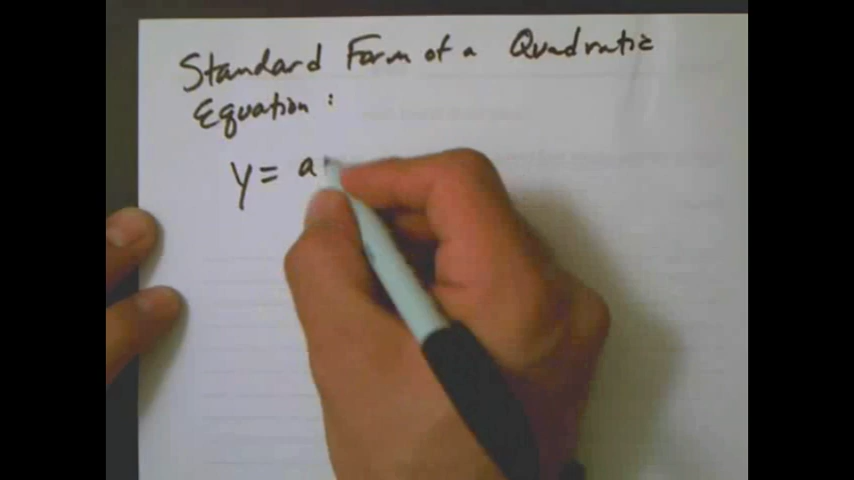 Standard Form of a Quadratic
Equation :
y = a